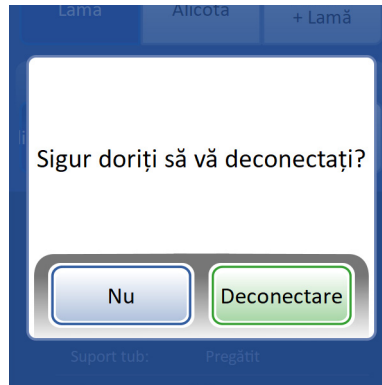 Lamă Alicotă
+ Lamă
Sigur doriți să vă deconectați?
Nu Deconectare
Suport tub: Pregătit